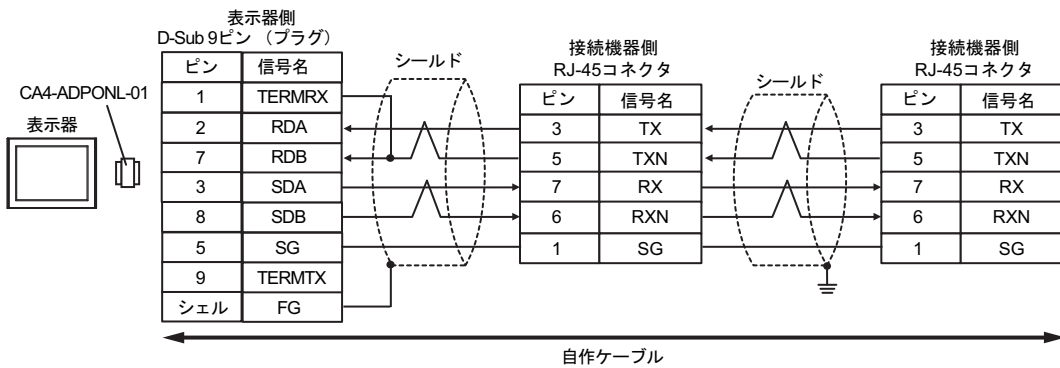 表示器側
D-Sub 9ピン （プラグ）
ピン 信号名
1 TERMRX
2 RDA
7 RDB
3 SDA
8 SDB
5 SG
9 TERMTX
シェル FG
CA4-ADPONL-01
表示器
シールド
接続機器側
RJ-45コネクタ
ピン 信号名
3 TX
5 TXN
7 RX
6 RXN
1 SG
シールド
接続機器側
RJ-45コネクタ
ピン 信号名
3 TX
5 TXN
7 RX
6 RXN
1 SG
自作ケーブル